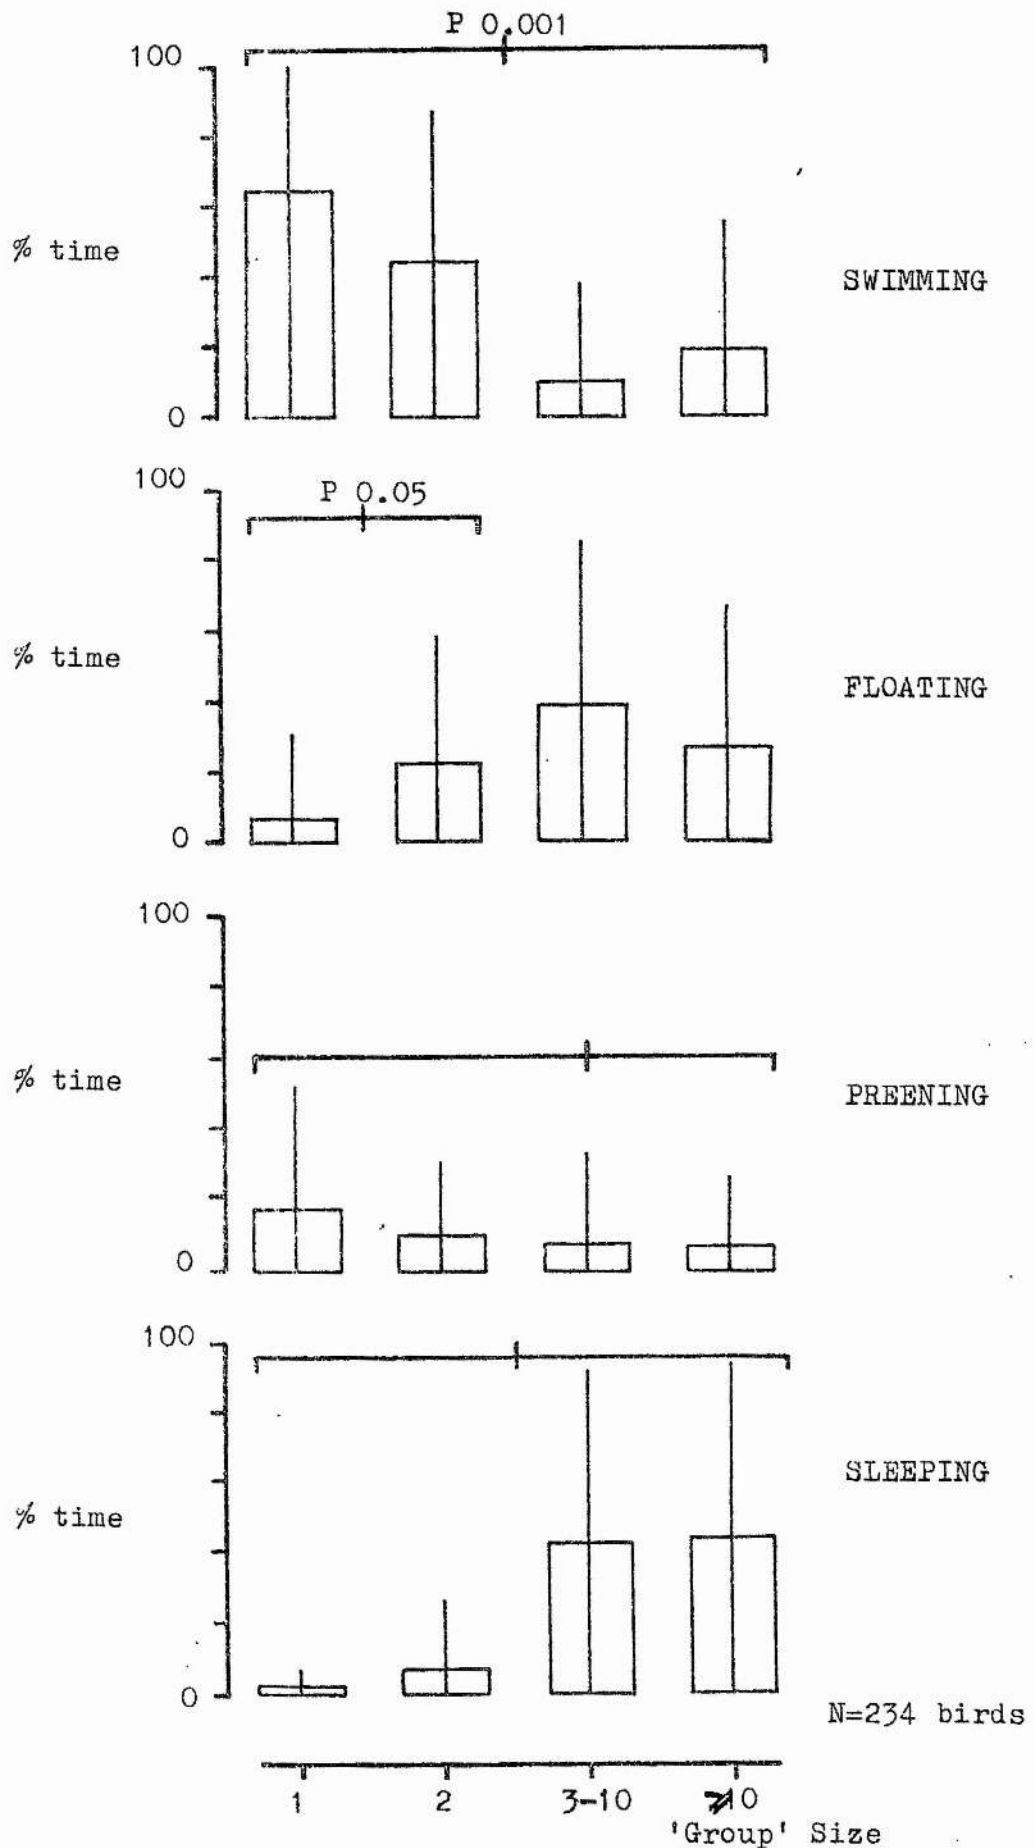 P 0.001
100
% time
SWIMMING
0
100
P 0.05
% time
FLOATING
0
100
% time
PREENING
0
100
% time
SLEEPING
0
N=234 birds
1 2 3-10 >10
'Group' Size